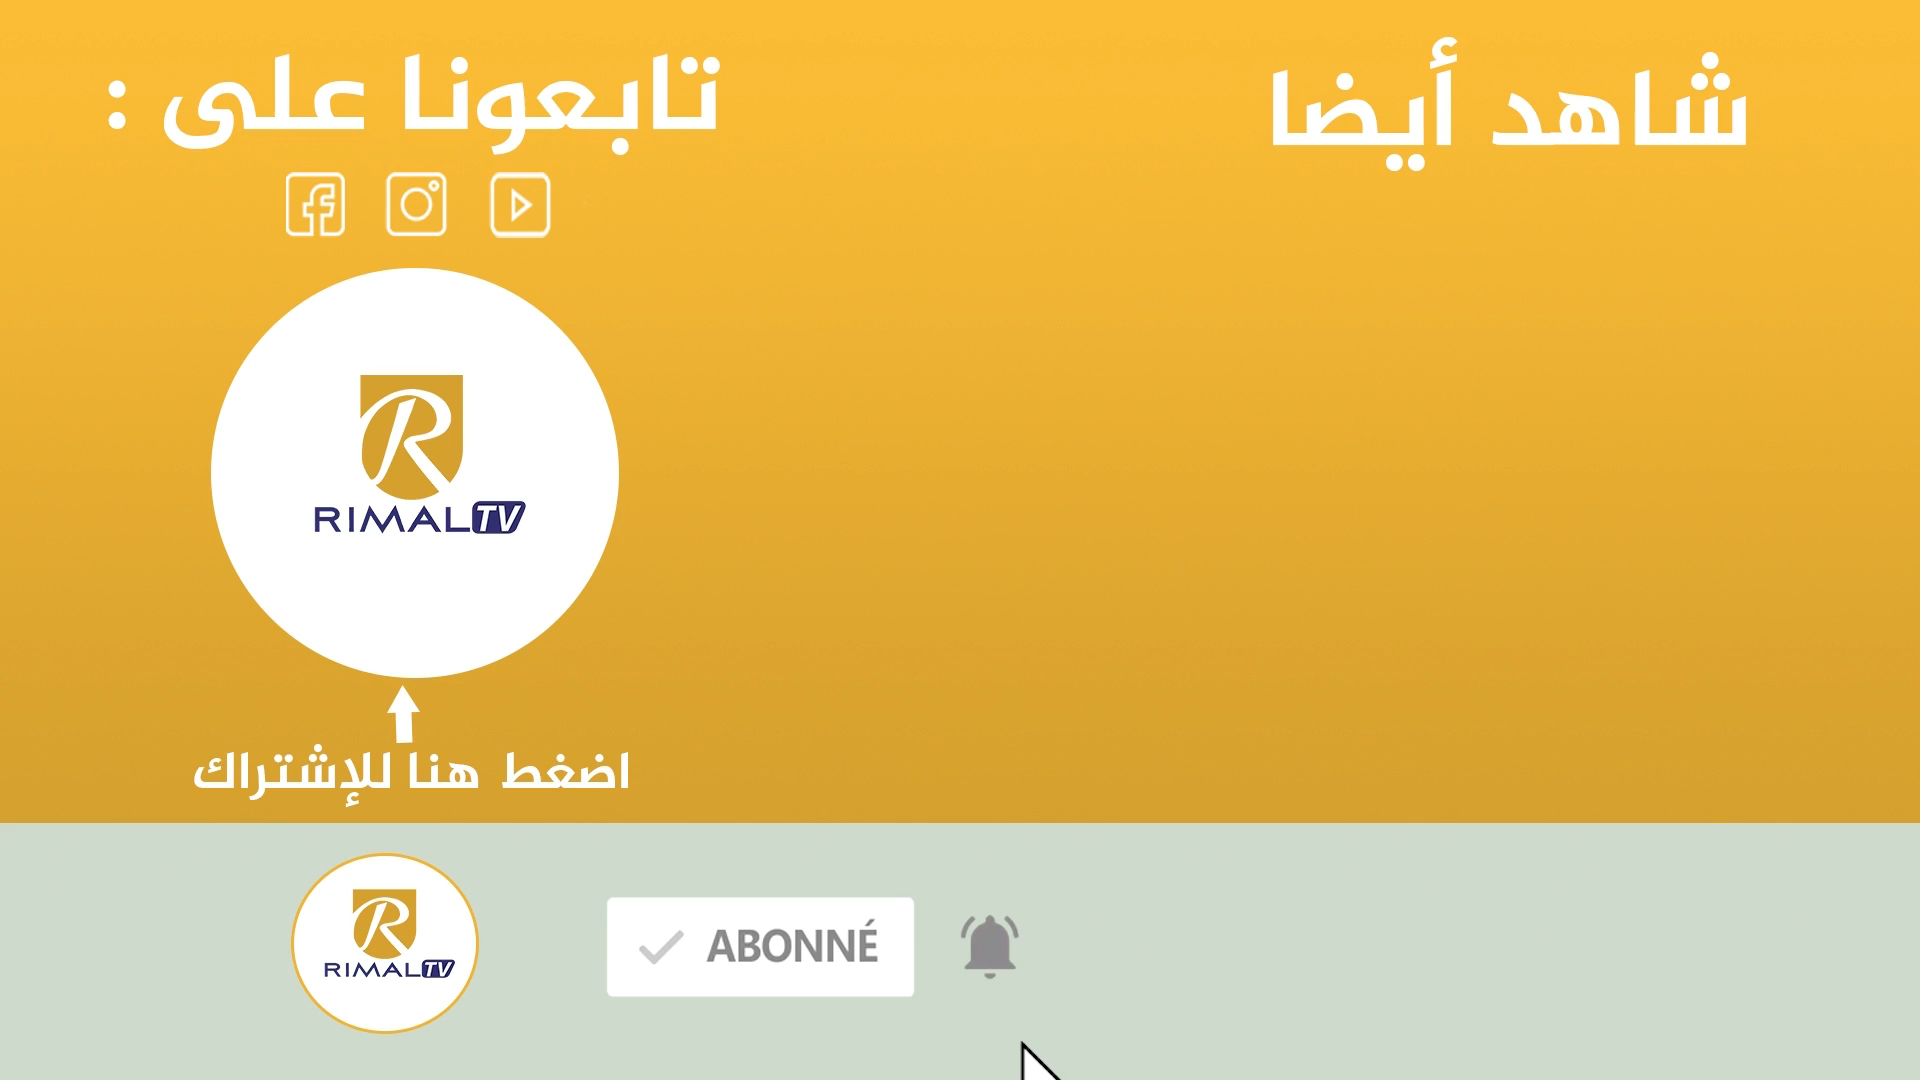 شاهد أيضا
تابعونا على :
RIMAL TV
اضغط هنا للإشتراك
RIMAL TV
ABONNÉ